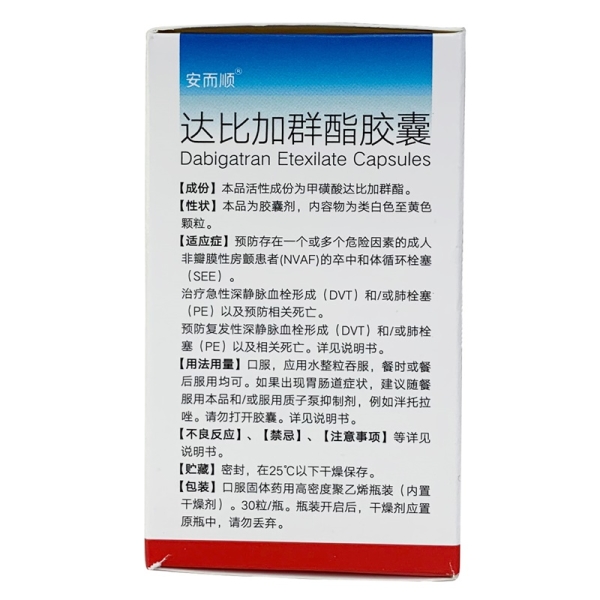 安而顺®
达比加群酯胶囊
Dabigatran Etexilate Capsules
【成份】本品活性成份为甲磺酸达比加群酯。
【性状】本品为胶囊剂，内容物为类白色至黄色
颗粒。
【适应症】预防存在一个或多个危险因素的成人
非瓣膜性房颤患者(NVAF)的卒中和体循环栓塞
（SEE）。
治疗急性深静脉血栓形成（DVT）和/或肺栓塞
（PE）以及预防相关死亡。
预防复发性深静脉血栓形成（DVT）和/或肺栓
塞（PE）以及相关死亡。详见说明书。
【用法用量】口服，应用水整粒吞服，餐时或餐
后服用均可。如果出现胃肠道症状，建议随餐
服用本品和/或服用质子泵抑制剂，例如泮托拉
唑。请勿打开胶囊。详见说明书。
【不良反应】、【禁忌】、【注意事项】等详见
说明书。
【贮藏】密封，在25℃以下干燥保存。
【包装】口服固体药用高密度聚乙烯瓶装（内置
干燥剂）。30粒/瓶。瓶装开启后，干燥剂应置
原瓶中，请勿丢弃。